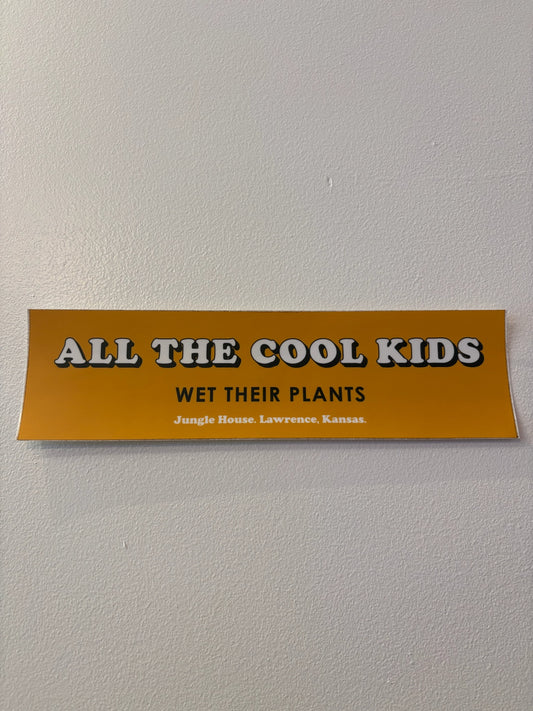 ALL THE COOL KIDS
WET THEIR PLANTS
Jungle House. Lawrence, Kansas.